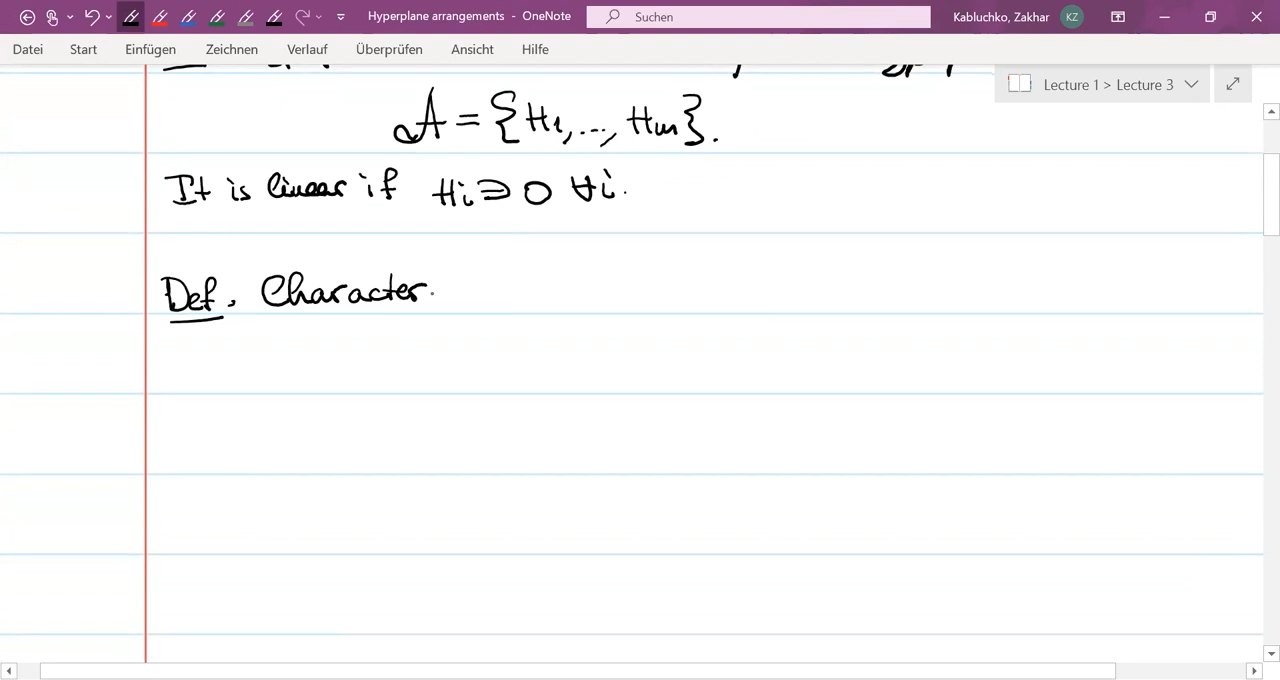 Hyperplane arrangements - OneNote
Suchen
Kabluchko, Zakhar
KZ
Datei Start Einfügen Zeichnen Verlauf Überprüfen Ansicht Hilfe
Lecture 1 > Lecture 3
𝒜 = {H₁, ..., Hₘ}.
It is linear if Hᵢ ∋ 0 ∀i.
Def. Character